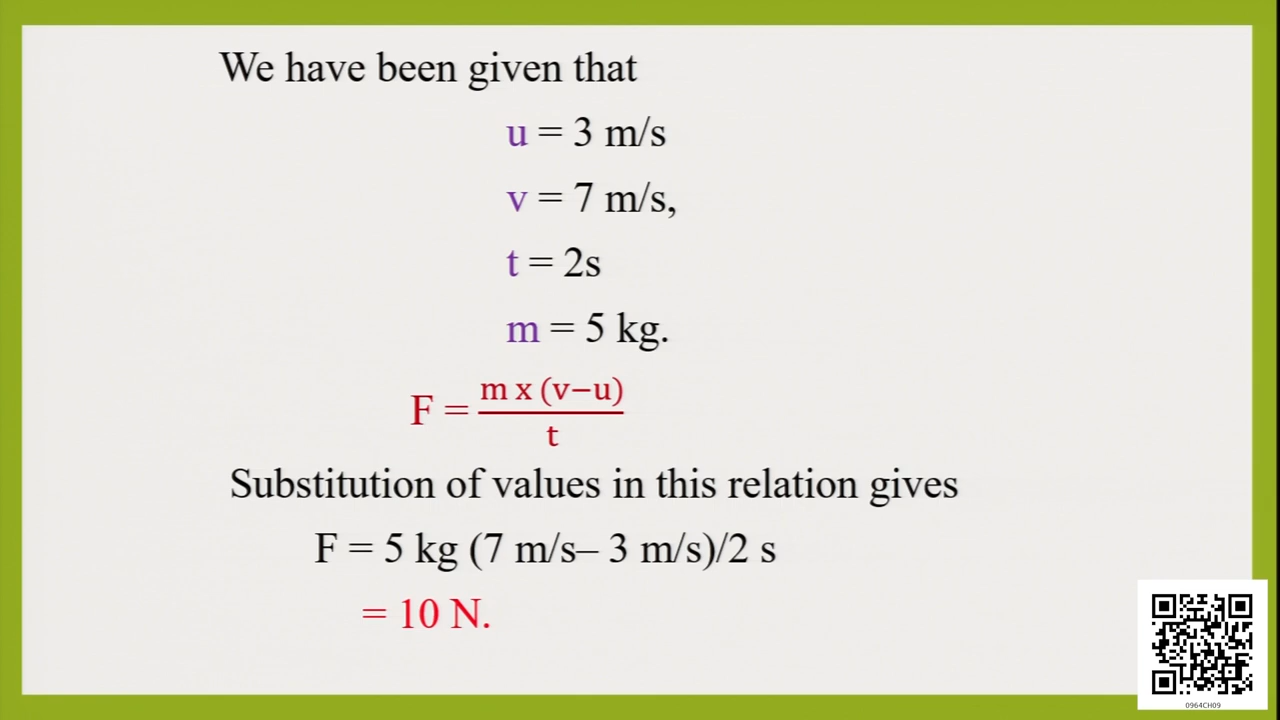 We have been given that
u = 3 m/s
v = 7 m/s,
t = 2s
m = 5 kg.
F = m x (v−u) / t
Substitution of values in this relation gives
F = 5 kg (7 m/s– 3 m/s)/2 s
= 10 N.
0964CH09